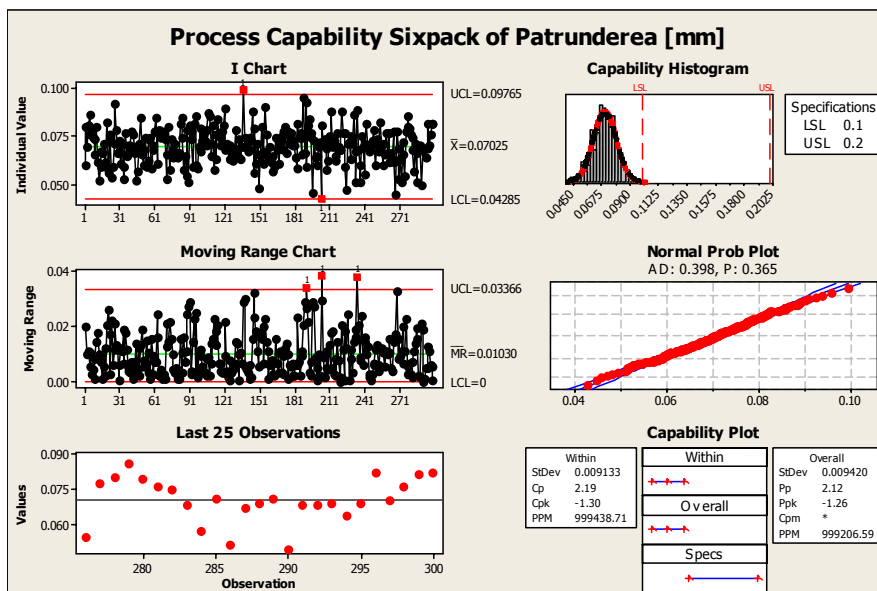 Process Capability Sixpack of Patrunderea [mm]
I Chart
Individual Value
0.100
0.075
0.050
1
UCL=0.09765
X=0.07025
LCL=0.04285
1 31 61 91 121 151 181 211 241 271
Capability Histogram
LSL USL
0.0450 0.0675 0.0900 0.1125 0.1350 0.1575 0.1800 0.2025
Specifications
LSL 0.1
USL 0.2
Moving Range Chart
Moving Range
0.04
0.02
0.00
1 1 1
UCL=0.03366
MR=0.01030
LCL=0
1 31 61 91 121 151 181 211 241 271
Normal Prob Plot
AD: 0.398, P: 0.365
0.04 0.06 0.08 0.10
Last 25 Observations
Values
0.090
0.075
0.060
280 285 290 295 300
Observation
Capability Plot
Within
StDev 0.009133
Cp 2.19
Cpk -1.30
PPM 999438.71
Within
Overall
Specs
Overall
StDev 0.009420
Pp 2.12
Ppk -1.26
Cpm *
PPM 999206.59